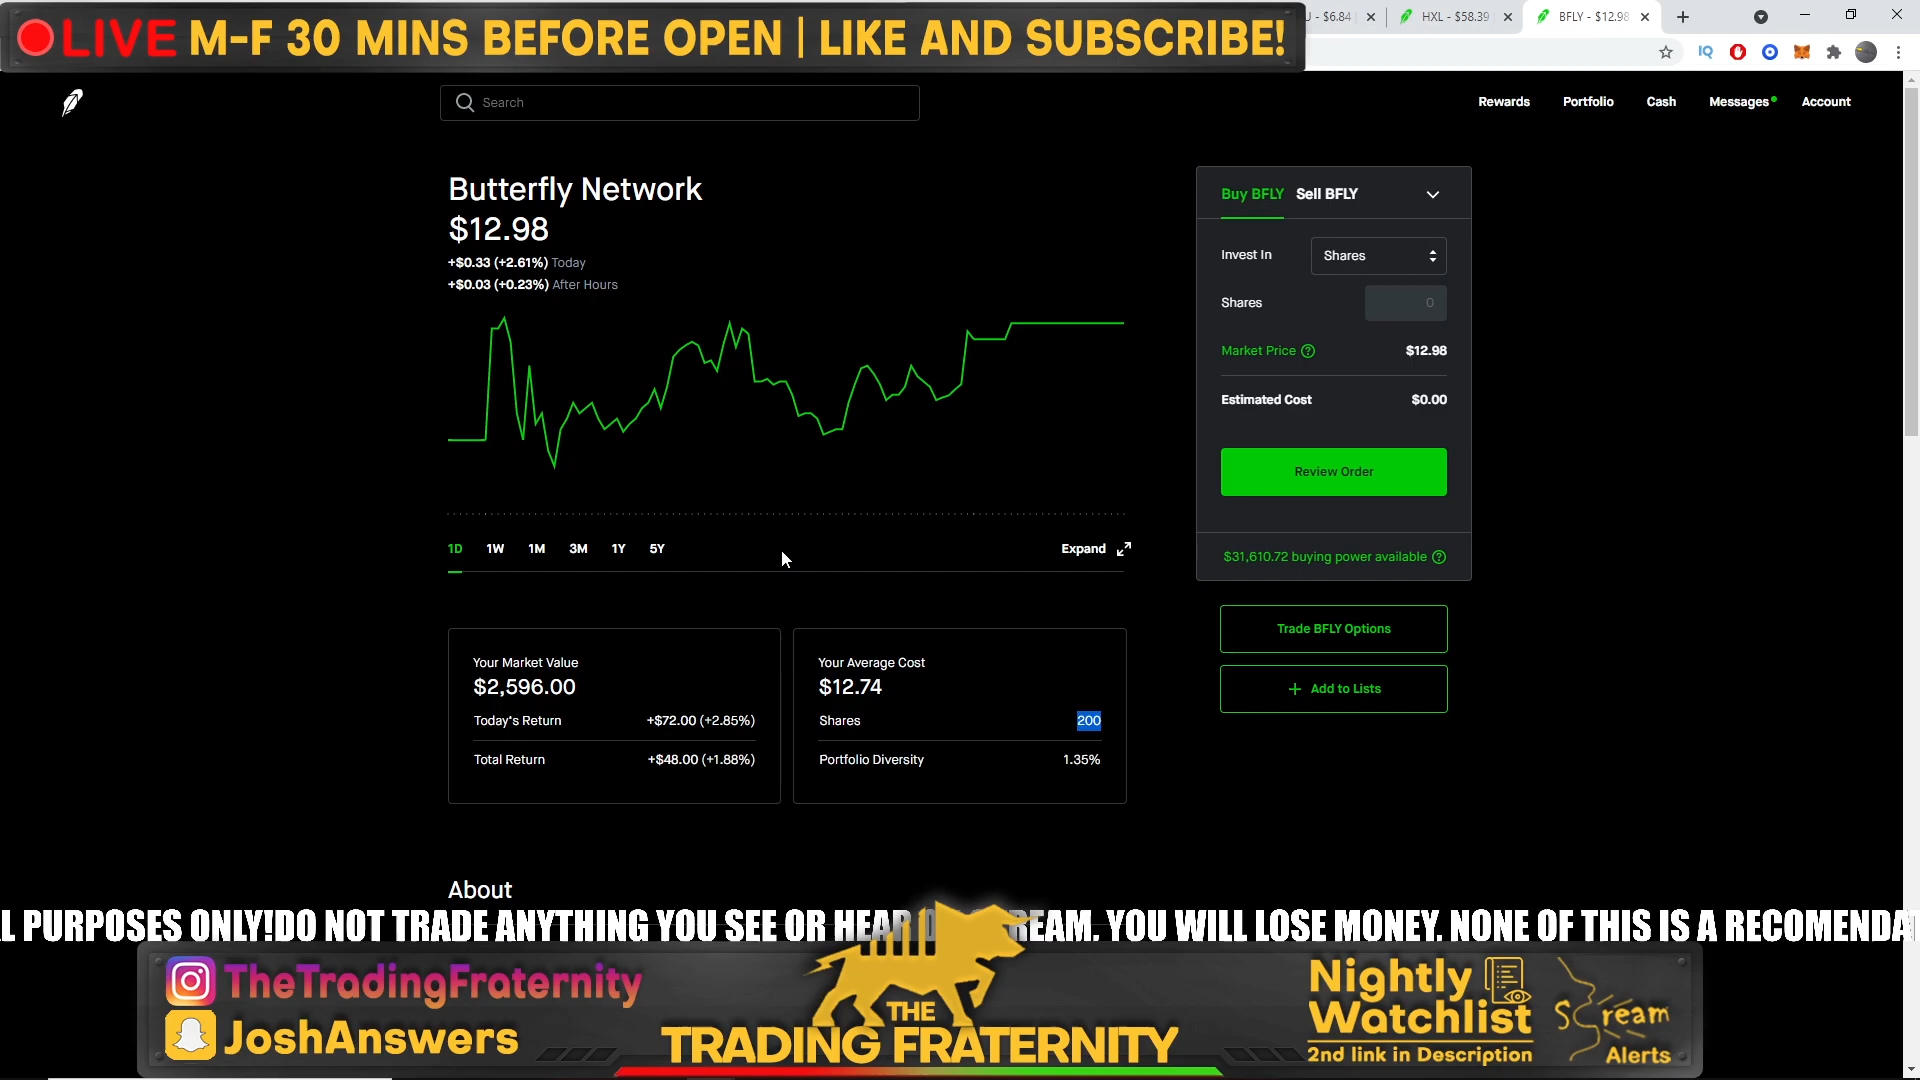 LIVE M-F 30 MINS BEFORE OPEN | LIKE AND SUBSCRIBE!
- $6.84
HXL - $58.39
BFLY - $12.98
IQ
Search
Rewards
Portfolio
Cash
Messages
Account
Butterfly Network
$12.98
+$0.33 (+2.61%) Today
+$0.03 (+0.23%) After Hours
Buy BFLY Sell BFLY
Invest In Shares
Shares 0
Market Price $12.98
Estimated Cost $0.00
Review Order
$31,610.72 buying power available
1D 1W 1M 3M 1Y 5Y Expand
Trade BFLY Options
+ Add to Lists
Your Market Value
$2,596.00
Today's Return +$72.00 (+2.85%)
Total Return +$48.00 (+1.88%)
Your Average Cost
$12.74
Shares 200
Portfolio Diversity 1.35%
About
L PURPOSES ONLY!DO NOT TRADE ANYTHING YOU SEE OR HEAR REAM. YOU WILL LOSE MONEY. NONE OF THIS IS A RECOMENDA
TheTradingFraternity
JoshAnswers
THE
TRADING FRATERNITY
Nightly
Watchlist
2nd link in Description
Scream
Alerts